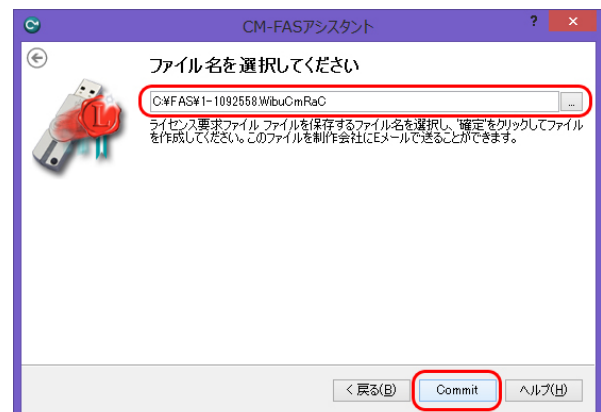 CM-FASアシスタント
?
×
ファイル名を選択してください
C:¥FAS¥1-1092558.WibuCmRaC
...
ライセンス要求ファイル ファイルを保存するファイル名を選択し、'確定'をクリックしてファイル
を作成してください。このファイルを制作会社にEメールで送ることができます。
L
< 戻る(B)
Commit
ヘルプ(H)